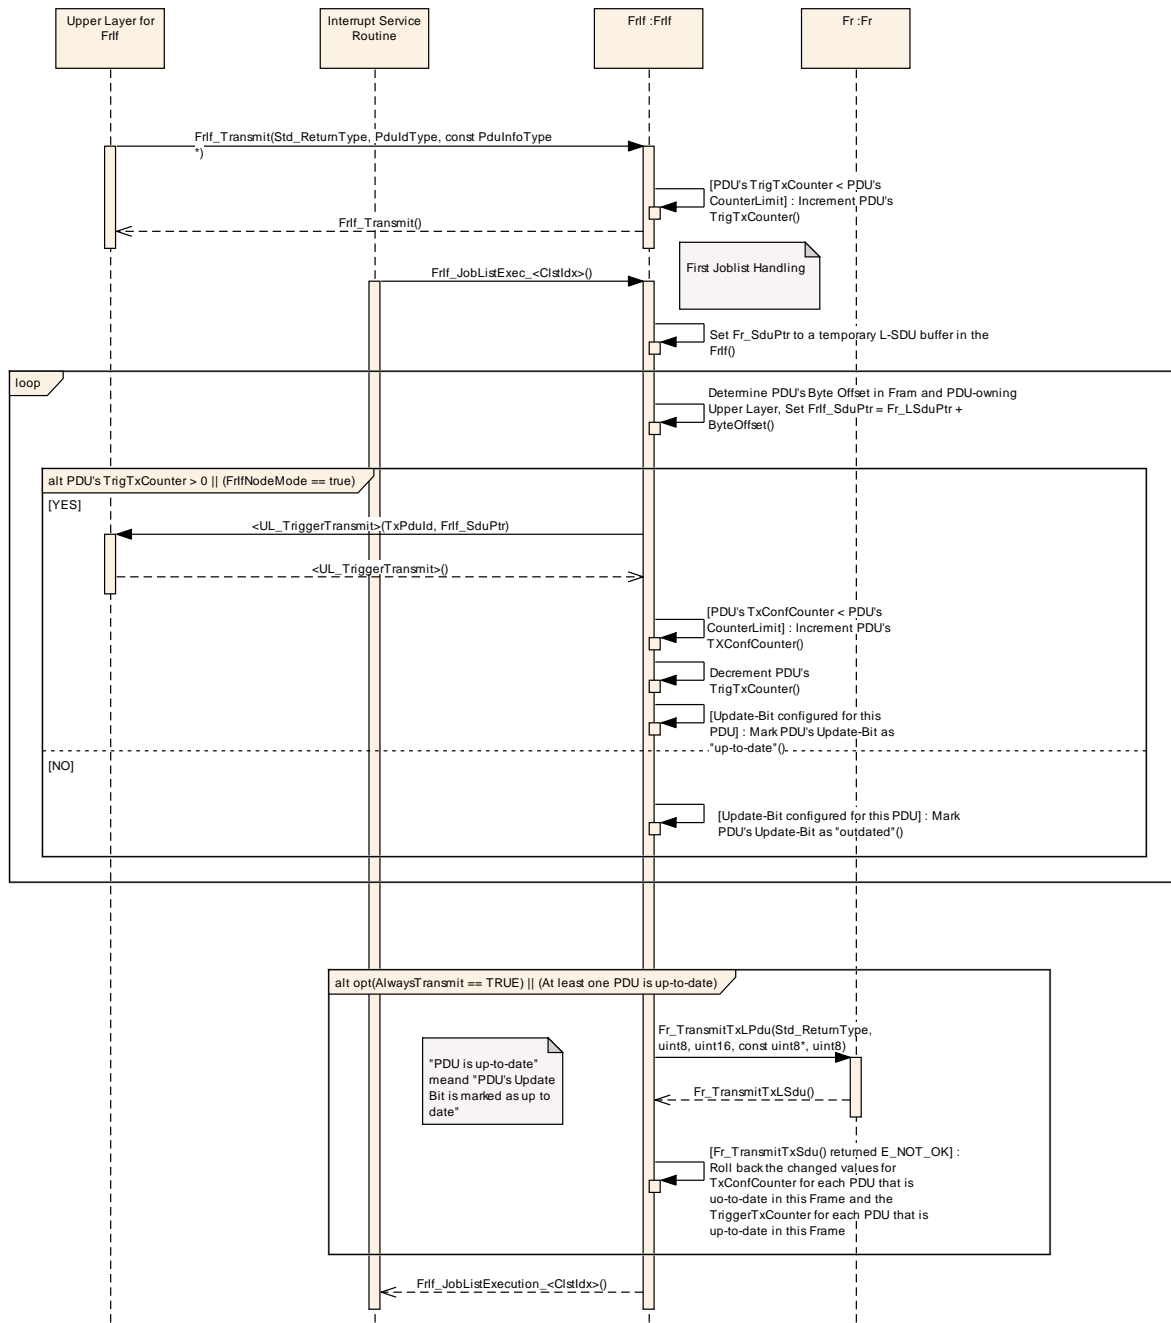 Upper Layer for
FrIf
Interrupt Service
Routine
FrIf :FrIf
Fr :Fr
FrIf_Transmit(Std_ReturnType, PduIdType, const PduInfoType
*)
[PDU's TrigTxCounter < PDU's
CounterLimit] : Increment PDU's
TrigTxCounter()
FrIf_Transmit()
First Joblist Handling
FrIf_JobListExec_<ClstIdx>()
Set Fr_SduPtr to a temporary L-SDU buffer in the
FrIf()
loop
Determine PDU's Byte Offset in Fram and PDU-owning
Upper Layer, Set FrIf_SduPtr = Fr_LSduPtr +
ByteOffset()
alt PDU's TrigTxCounter > 0 || (FrIfNodeMode == true)
[YES]
<UL_TriggerTransmit>(TxPduId, FrIf_SduPtr)
<UL_TriggerTransmit>()
[PDU's TxConfCounter < PDU's
CounterLimit] : Increment PDU's
TXConfCounter()
Decrement PDU's
TrigTxCounter()
[Update-Bit configured for this
PDU] : Mark PDU's Update-Bit as
"up-to-date"()
[NO]
[Update-Bit configured for this PDU] : Mark
PDU's Update-Bit as "outdated"()
alt opt(AlwaysTransmit == TRUE) || (At least one PDU is up-to-date)
Fr_TransmitTxLPdu(Std_ReturnType,
uint8, uint16, const uint8*, uint8)
"PDU is up-to-date"
meand "PDU's Update
Bit is marked as up to
date"
Fr_TransmitTxLSdu()
[Fr_TransmitTxSdu() returned E_NOT_OK] :
Roll back the changed values for
TxConfCounter for each PDU that is
uo-to-date in this Frame and the
TriggerTxCounter for each PDU that is
up-to-date in this Frame
FrIf_JobListExecution_<ClstIdx>()